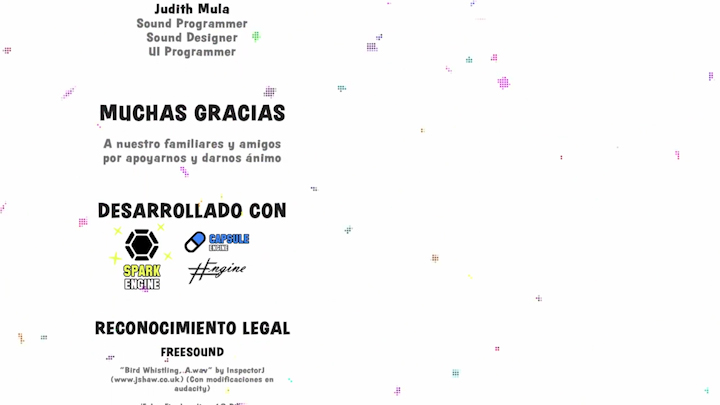 Judith Mula
Sound Programmer
Sound Designer
UI Programmer
MUCHAS GRACIAS
A nuestro familiares y amigos
por apoyarnos y darnos ánimo
DESARROLLADO CON
SPARK
ENGINE
CAPSULE
ENGINE
#Engine
RECONOCIMIENTO LEGAL
FREESOUND
"Bird Whistling, .A.wav" by InspectorJ
(www.jshaw.co.uk) (Con modificaciones en
audacity)